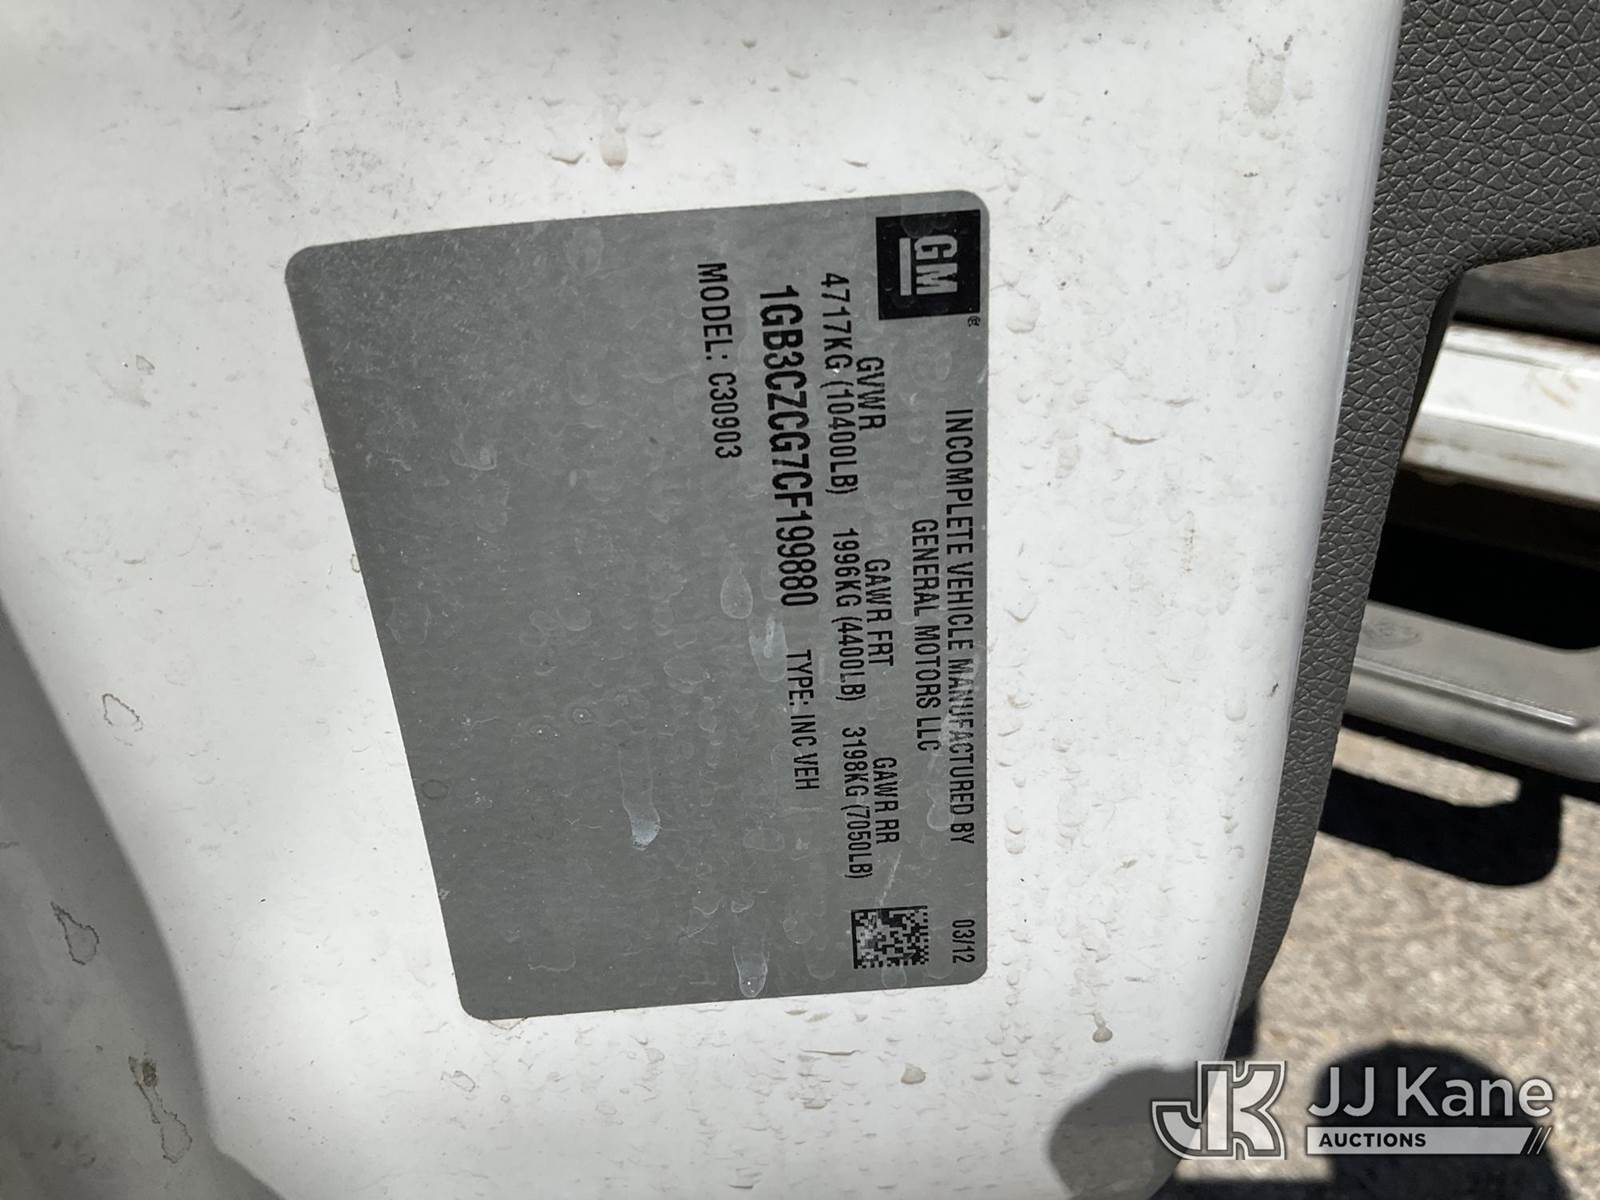 GM®
INCOMPLETE VEHICLE MANUFACTURED BY
GENERAL MOTORS LLC
03/12
GVWR GAWR FRT GAWR RR
4717KG (10400LB) 1996KG (4400LB) 3198KG (7050LB)
1GB3CZCG7CF199880 TYPE: INC VEH
MODEL: C30903
JK JJ Kane
AUCTIONS